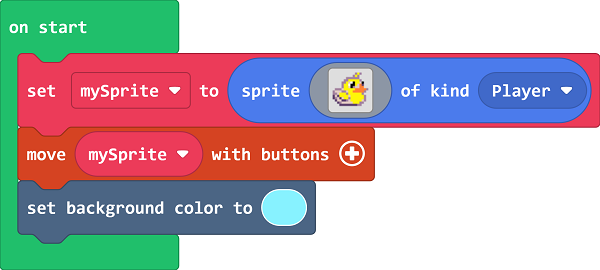 on start
set mySprite to sprite of kind Player
move mySprite with buttons
set background color to